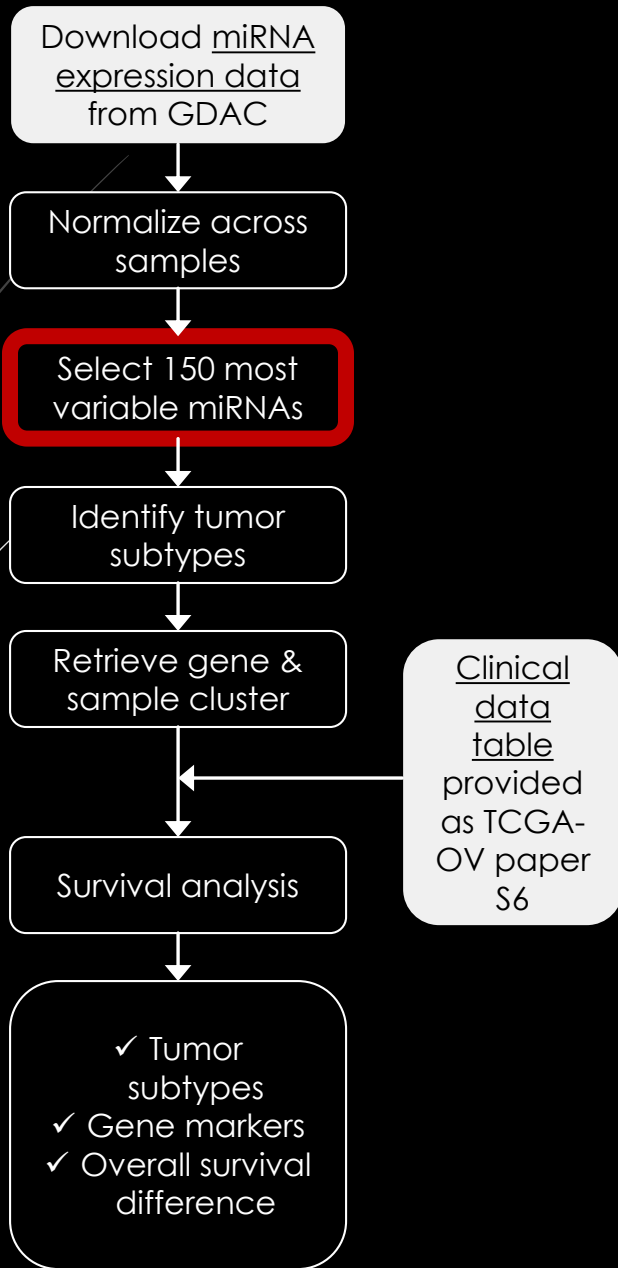 Download miRNA
expression data
from GDAC
Normalize across
samples
Select 150 most
variable miRNAs
Identify tumor
subtypes
Retrieve gene &
sample cluster
Clinical
data
table
provided
as TCGA-
OV paper
S6
Survival analysis
✓ Tumor
subtypes
✓ Gene markers
✓ Overall survival
difference